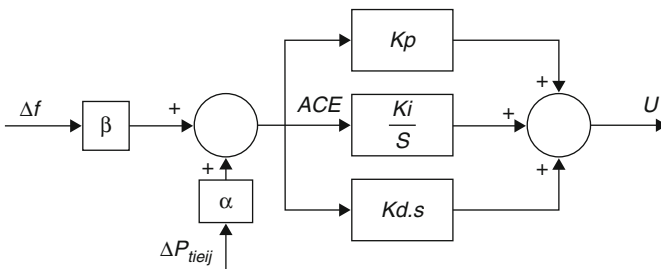 Kp
+
Δf
β
+
ACE
Ki
S
+
U
+
α
+
Kd.s
ΔP_tieij